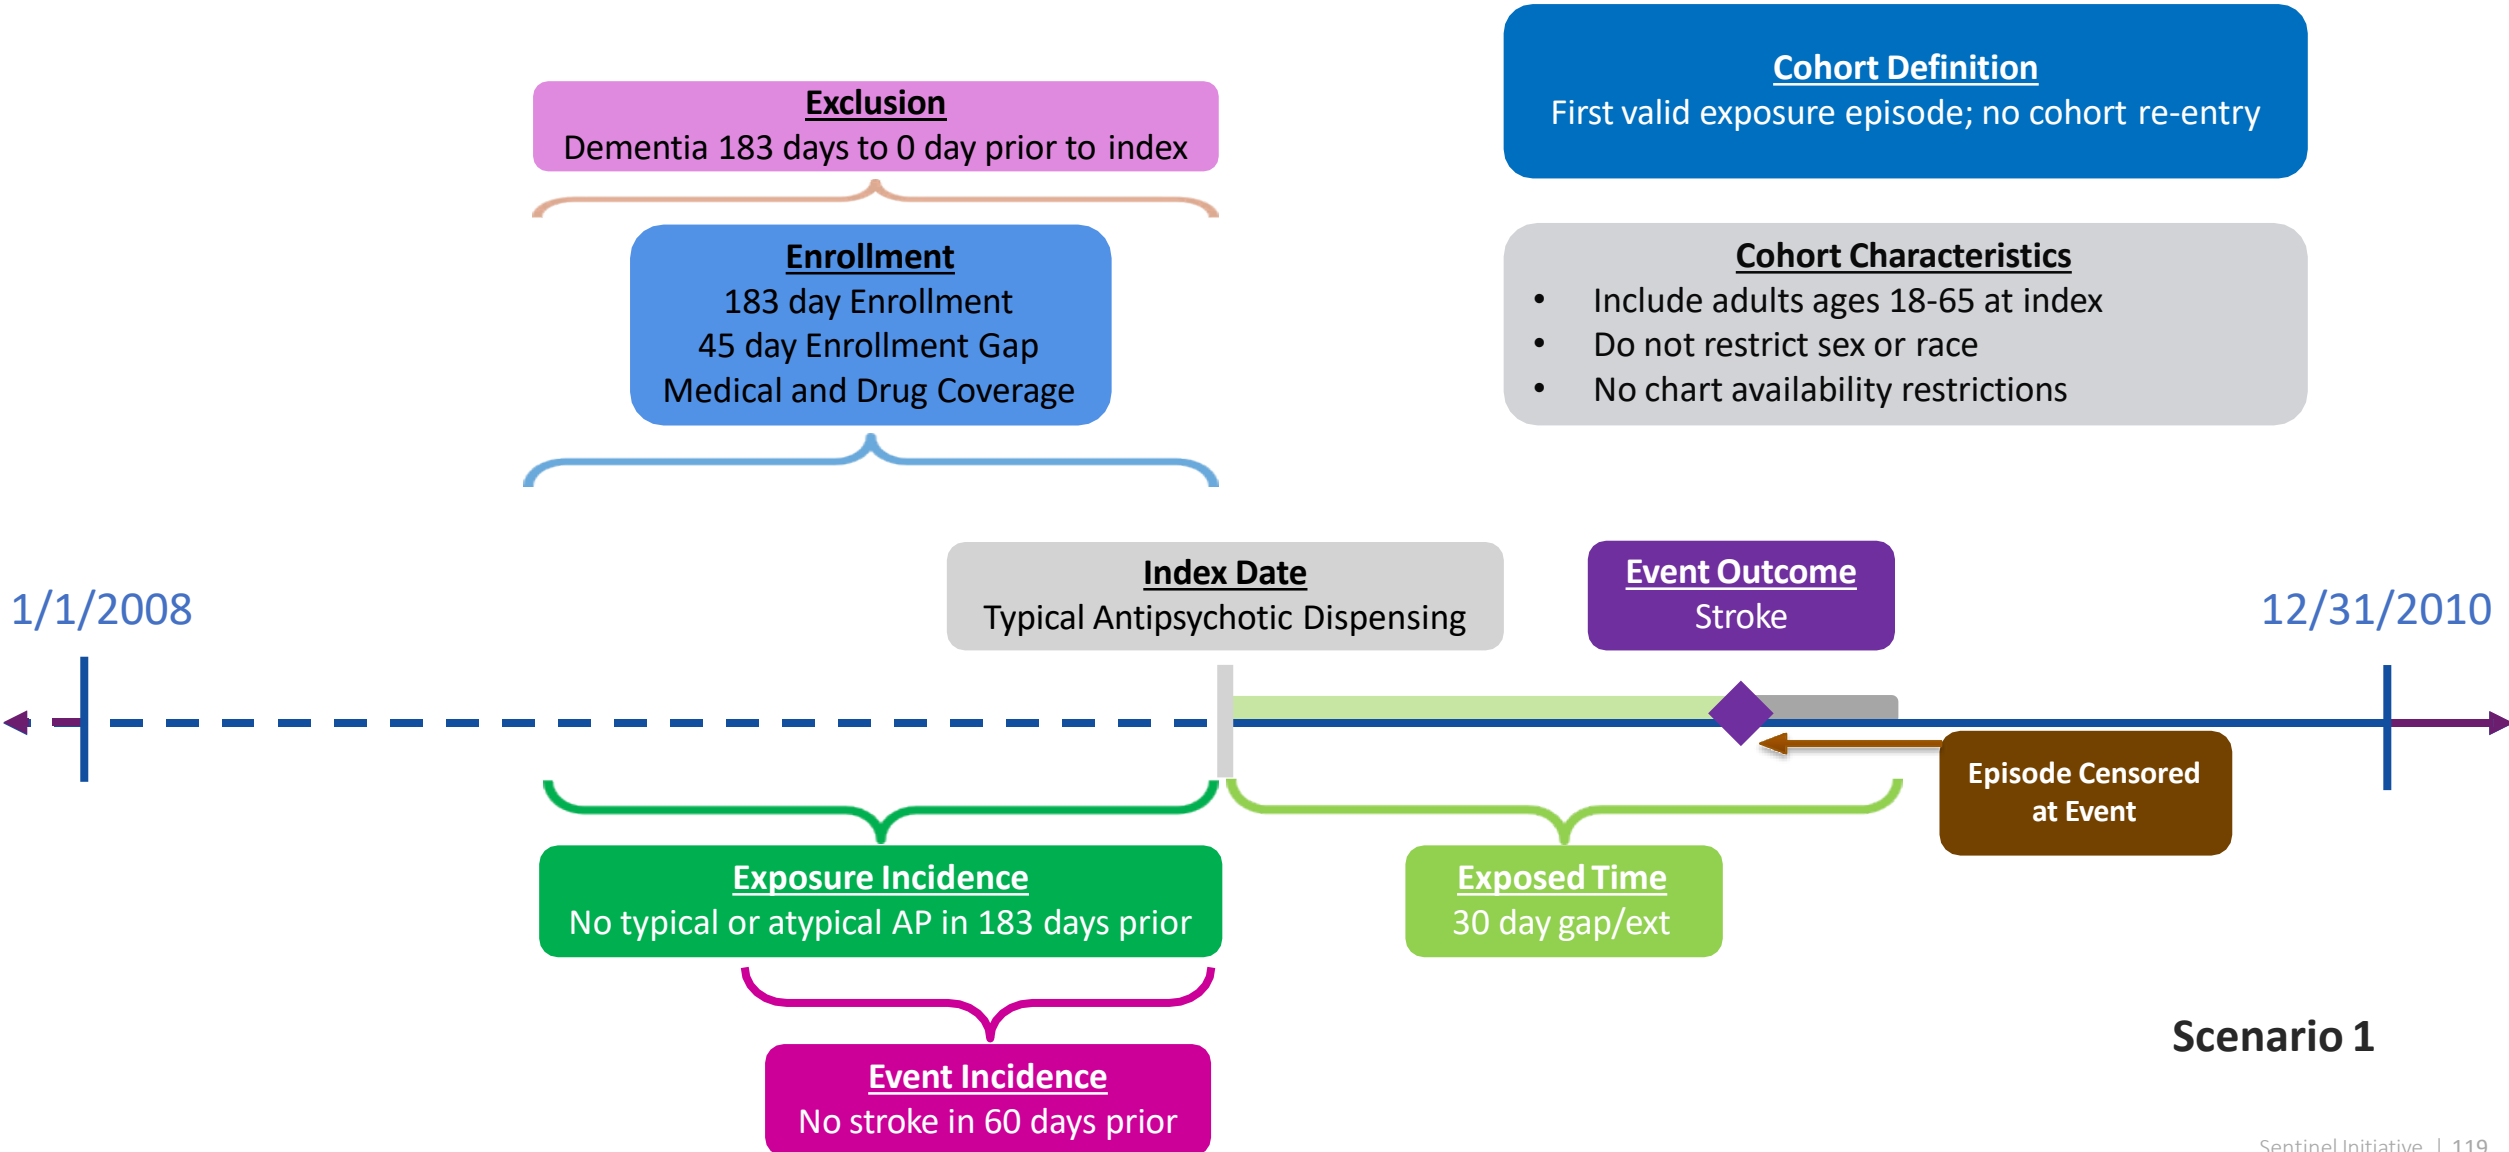 Cohort Definition
First valid exposure episode; no cohort re-entry
Exclusion
Dementia 183 days to 0 day prior to index
Enrollment
183 day Enrollment
45 day Enrollment Gap
Medical and Drug Coverage
Cohort Characteristics
• Include adults ages 18-65 at index
• Do not restrict sex or race
• No chart availability restrictions
Index Date
Typical Antipsychotic Dispensing
Event Outcome
Stroke
1/1/2008
12/31/2010
Episode Censored
at Event
Exposure Incidence
No typical or atypical AP in 183 days prior
Exposed Time
30 day gap/ext
Event Incidence
No stroke in 60 days prior
Scenario 1
Sentinel Initiative | 119